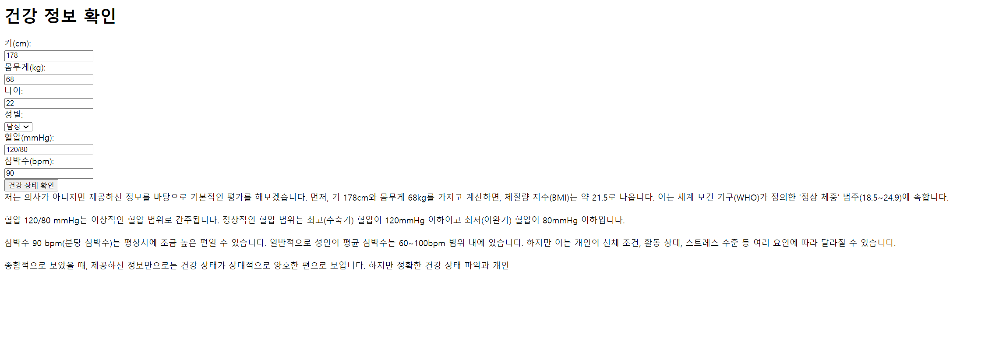 건강 정보 확인
키(cm):
178
몸무게(kg):
68
나이:
22
성별:
남성
혈압(mmHg):
120/80
심박수(bpm):
90
건강 상태 확인
저는 의사가 아니지만 제공하신 정보를 바탕으로 기본적인 평가를 해보겠습니다. 먼저, 키 178cm와 몸무게 68kg를 가지고 계산하면, 체질량 지수(BMI)는 약 21.5로 나옵니다. 이는 세계 보건 기구(WHO)가 정의한 '정상 체중' 범주(18.5~24.9)에 속합니다.
혈압 120/80 mmHg는 이상적인 혈압 범위로 간주됩니다. 정상적인 혈압 범위는 최고(수축기) 혈압이 120mmHg 이하이고 최저(이완기) 혈압이 80mmHg 이하입니다.
심박수 90 bpm(분당 심박수)는 평상시에 조금 높은 편일 수 있습니다. 일반적으로 성인의 평균 심박수는 60~100bpm 범위 내에 있습니다. 하지만 이는 개인의 신체 조건, 활동 상태, 스트레스 수준 등 여러 요인에 따라 달라질 수 있습니다.
종합적으로 보았을 때, 제공하신 정보만으로는 건강 상태가 상대적으로 양호한 편으로 보입니다. 하지만 정확한 건강 상태 파악과 개인